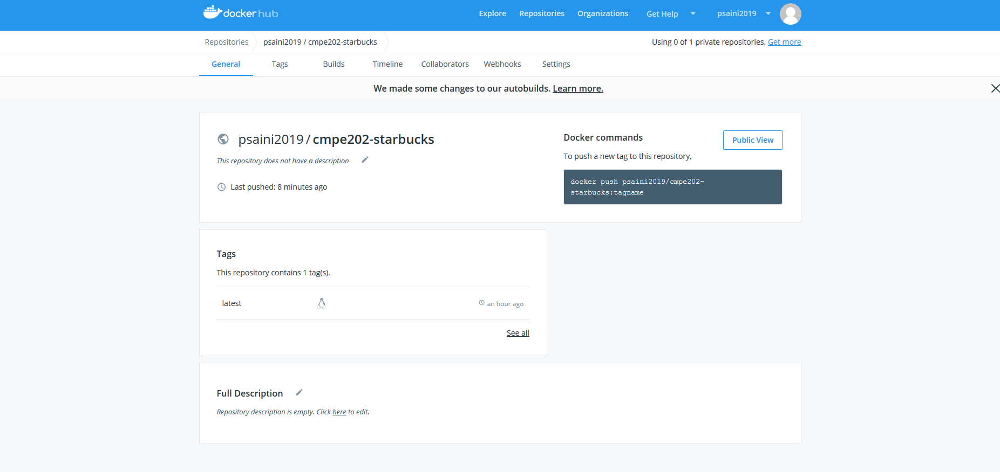 docker hub
Explore Repositories Organizations Get Help psaini2019
Repositories psaini2019 / cmpe202-starbucks Using 0 of 1 private repositories. Get more
General Tags Builds Timeline Collaborators Webhooks Settings
We made some changes to our autobuilds. Learn more.
psaini2019 / cmpe202-starbucks
This repository does not have a description
Last pushed: 8 minutes ago
Docker commands
Public View
To push a new tag to this repository,
docker push psaini2019/cmpe202-
starbucks:tagname
Tags
This repository contains 1 tag(s).
latest an hour ago
See all
Full Description
Repository description is empty. Click here to edit.